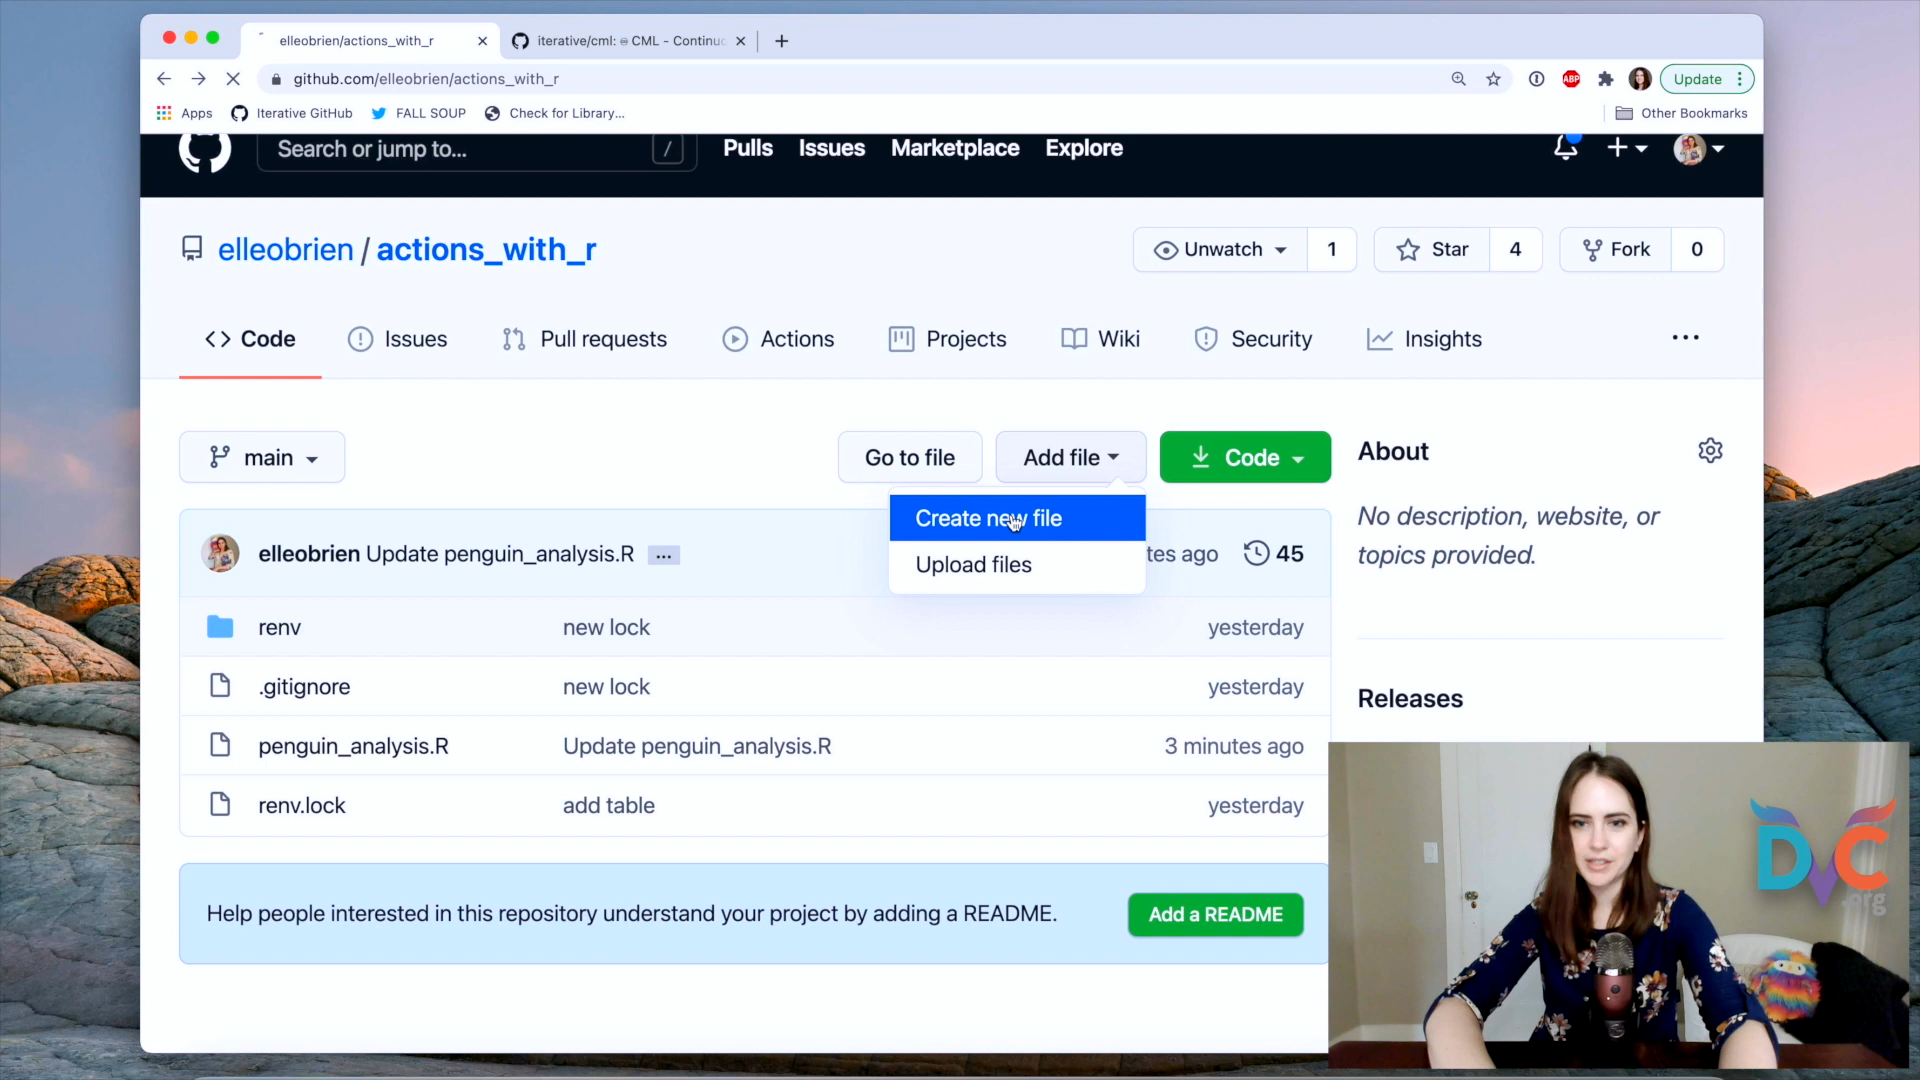 elleobrien/actions_with_r
iterative/cml: ♾ CML - Continuc
github.com/elleobrien/actions_with_r
ABP
Update
Apps
Iterative GitHub
FALL SOUP
Check for Library...
Other Bookmarks
Search or jump to...
/
Pulls
Issues
Marketplace
Explore
elleobrien / actions_with_r
Unwatch
1
Star
4
Fork
0
Code
Issues
Pull requests
Actions
Projects
Wiki
Security
Insights
...
main
Go to file
Add file
Code
About
Create new file
Upload files
No description, website, or
topics provided.
elleobrien Update penguin_analysis.R ...
tes ago
45
renv
new lock
yesterday
.gitignore
new lock
yesterday
Releases
penguin_analysis.R
Update penguin_analysis.R
3 minutes ago
renv.lock
add table
yesterday
Help people interested in this repository understand your project by adding a README.
Add a README
DVC
.org